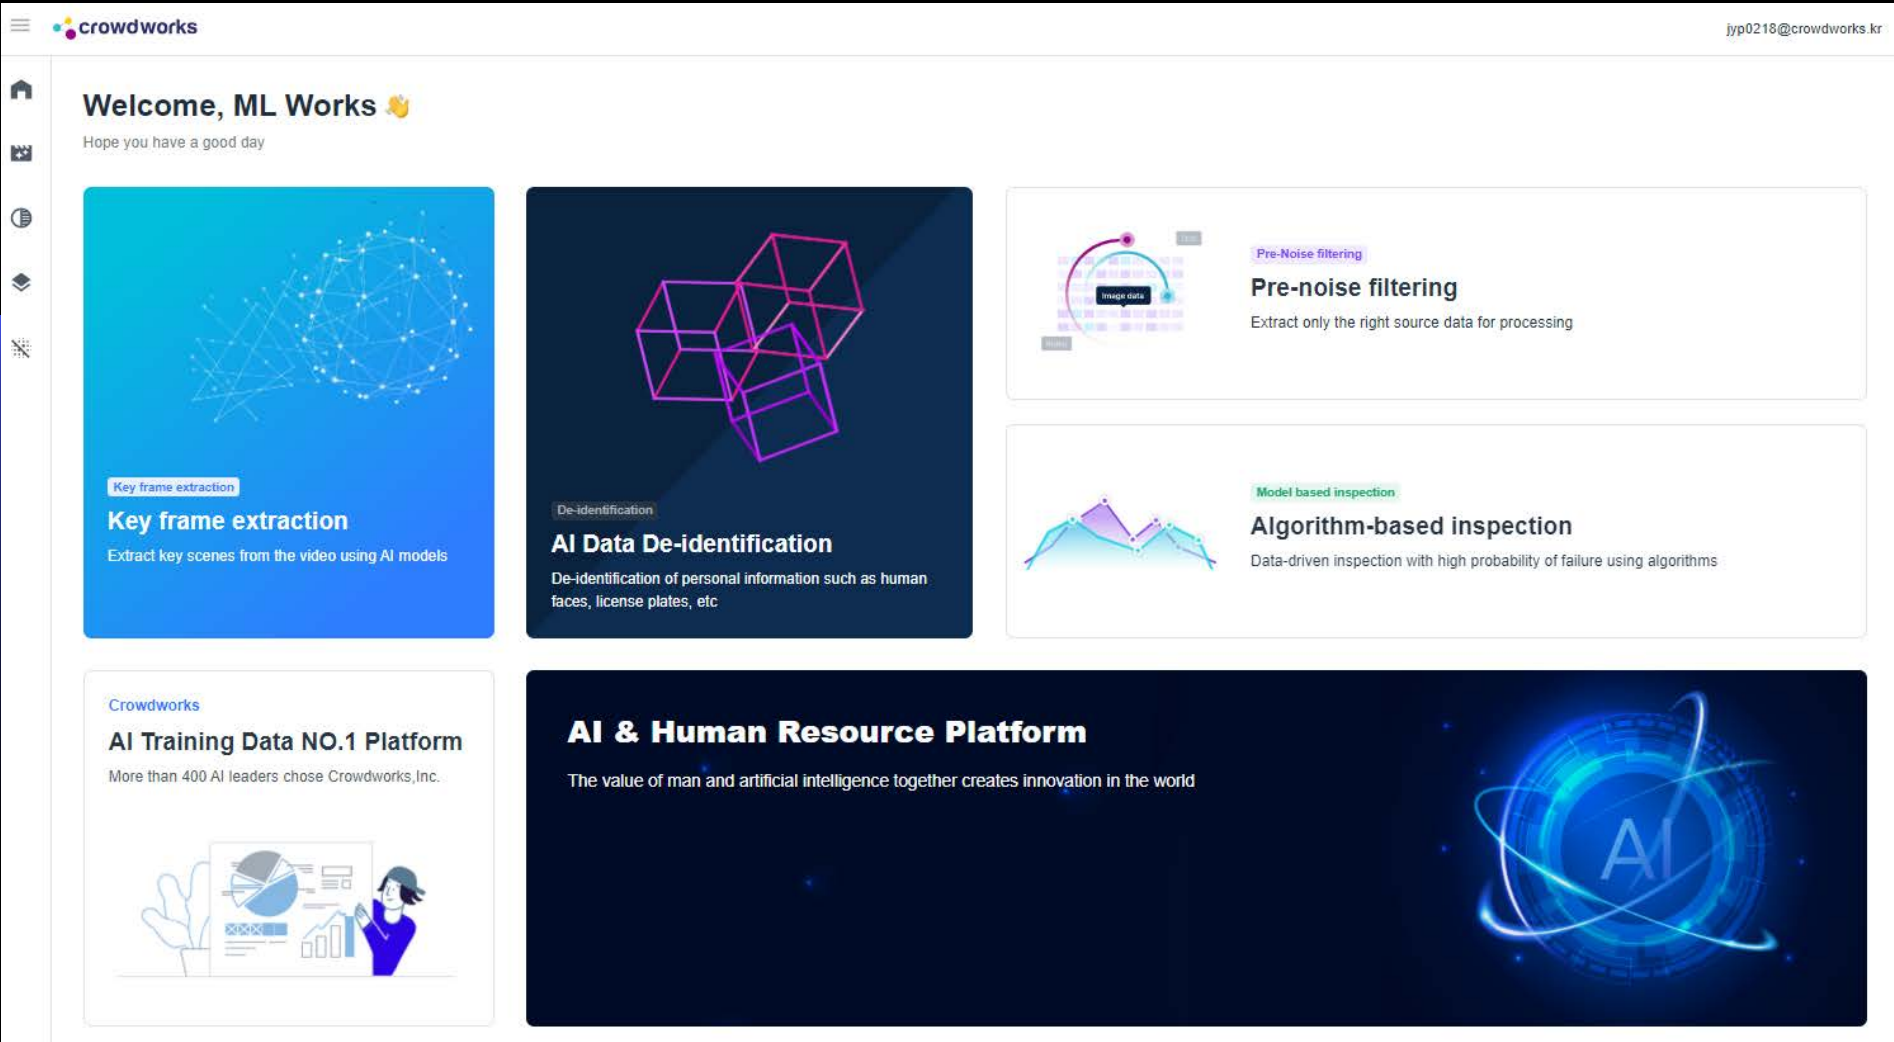 crowdworks
jyp0218@crowdworks.kr
Welcome, ML Works 👋
Hope you have a good day
Key frame extraction
Key frame extraction
Extract key scenes from the video using AI models
De-identification
AI Data De-identification
De-identification of personal information such as human
faces, license plates, etc
Image data
Pre-Noise filtering
Pre-noise filtering
Extract only the right source data for processing
Model based inspection
Algorithm-based inspection
Data-driven inspection with high probability of failure using algorithms
Crowdworks
AI Training Data NO.1 Platform
More than 400 AI leaders chose Crowdworks,Inc.
AI & Human Resource Platform
The value of man and artificial intelligence together creates innovation in the world
AI